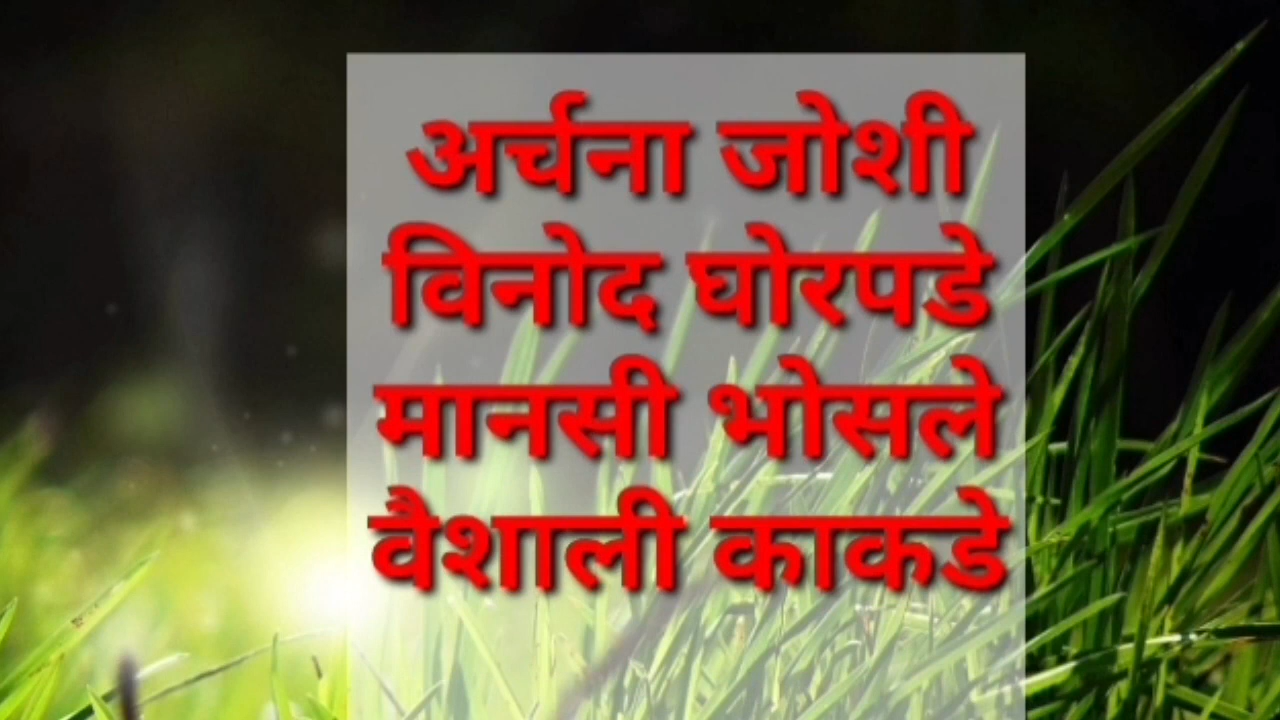 अर्चना जोशी
विनोद घोरपडे
मानसी भोसले
वैशाली काकडे